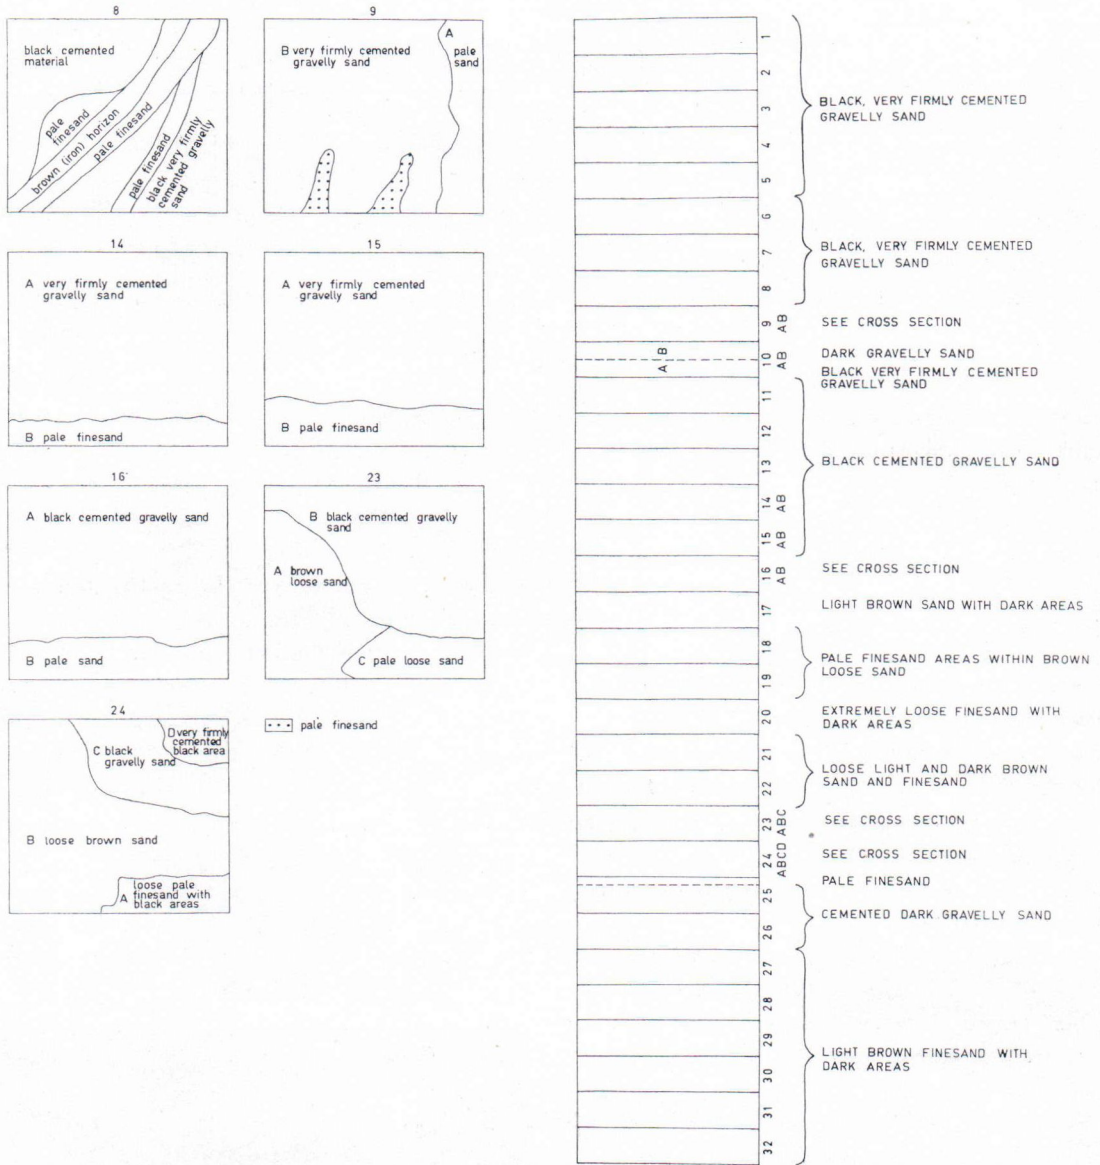 8
black cemented
material
pale
finesand
brown (iron) horizon
pale finesand
pale finesand
black very firmly
cemented gravelly
sand
9
B very firmly cemented
gravelly sand
A
pale
sand
14
A very firmly cemented
gravelly sand
B pale finesand
15
A very firmly cemented
gravelly sand
B pale finesand
16
A black cemented gravelly sand
B pale sand
23
B black cemented gravelly
sand
A brown
loose sand
C pale loose sand
24
D very firmly
cemented
black area
C black
gravelly sand
B loose brown sand
A loose pale
finesand with
black areas
pale finesand
1
2
3
4
5
BLACK, VERY FIRMLY CEMENTED
GRAVELLY SAND
6
7
8
BLACK, VERY FIRMLY CEMENTED
GRAVELLY SAND
9
AB
SEE CROSS SECTION
A B
10
AB
DARK GRAVELLY SAND
BLACK VERY FIRMLY CEMENTED
GRAVELLY SAND
11
12
13
14
AB
15
AB
BLACK CEMENTED GRAVELLY SAND
16
AB
SEE CROSS SECTION
17
LIGHT BROWN SAND WITH DARK AREAS
18
19
PALE FINESAND AREAS WITHIN BROWN
LOOSE SAND
20
EXTREMELY LOOSE FINESAND WITH
DARK AREAS
21
22
LOOSE LIGHT AND DARK BROWN
SAND AND FINESAND
23
ABC
SEE CROSS SECTION
24
ABCD
SEE CROSS SECTION
25
PALE FINESAND
26
CEMENTED DARK GRAVELLY SAND
27
28
29
30
31
32
LIGHT BROWN FINESAND WITH
DARK AREAS